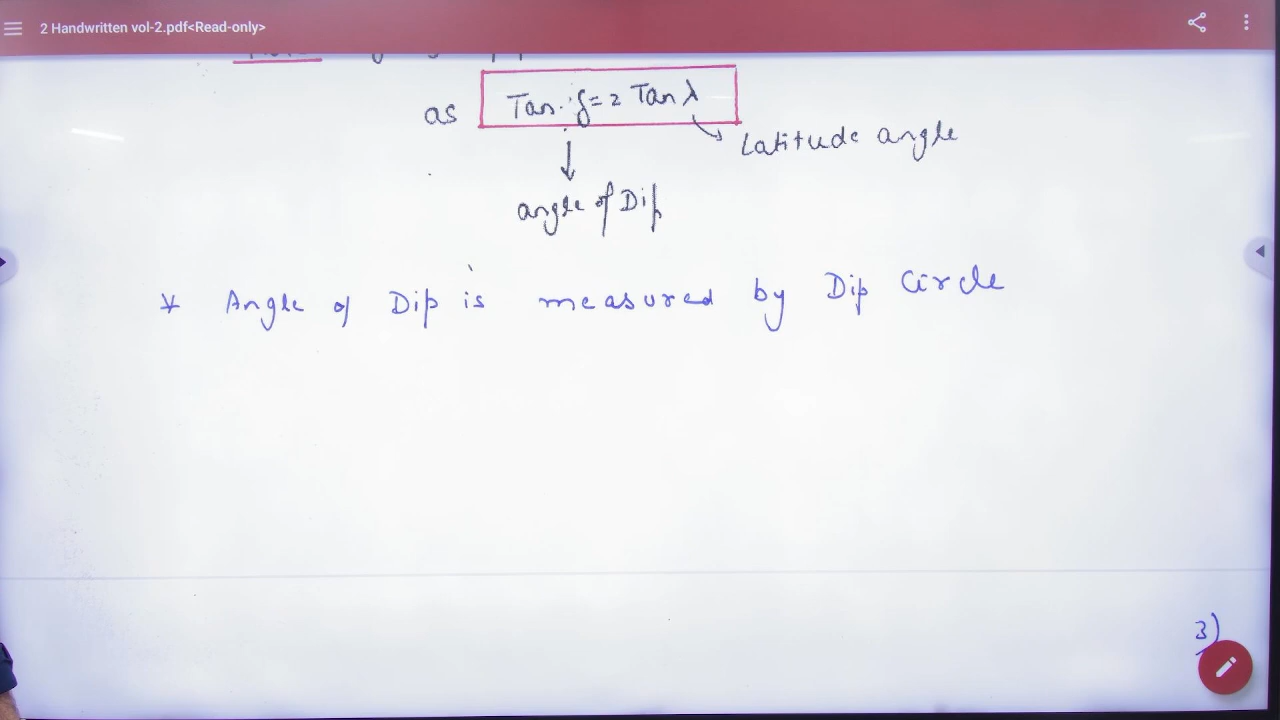 2 Handwritten vol-2.pdf<Read-only>
as Tan δ = 2 Tan λ
Latitude angle
angle of Dip
* Angle of Dip is measured by Dip Circle
3)